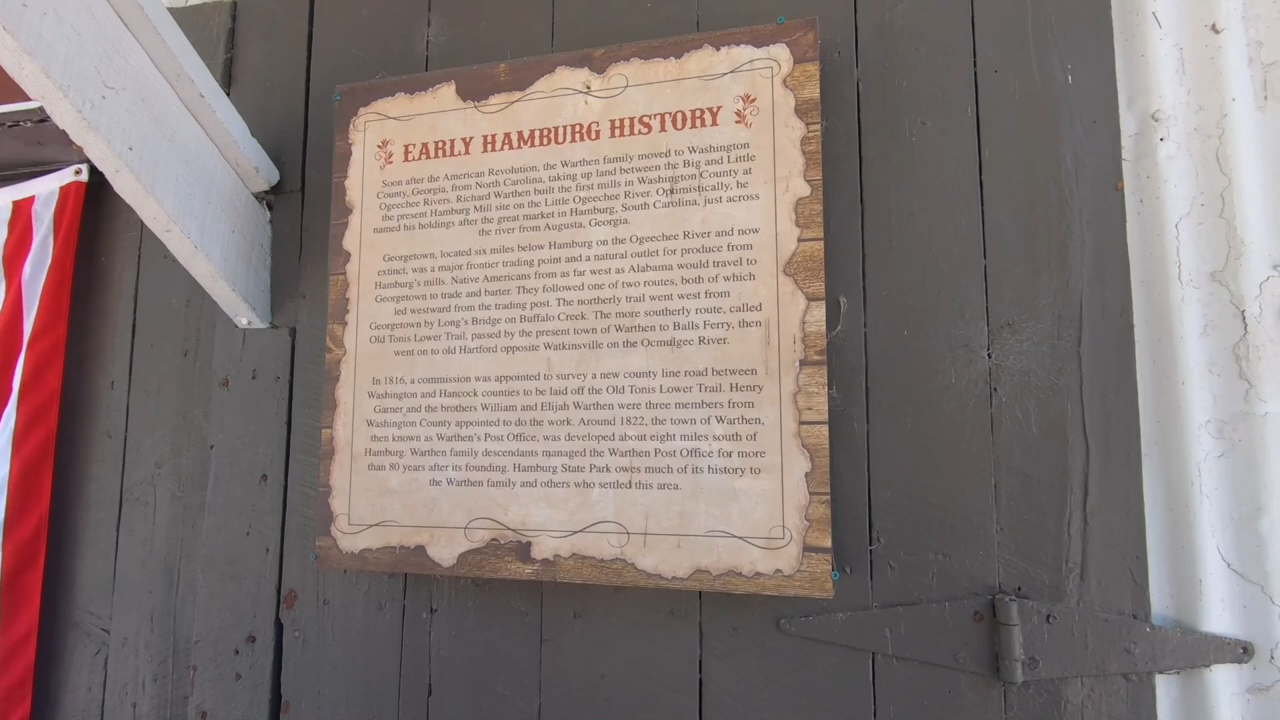 EARLY HAMBURG HISTORY
Soon after the American Revolution, the Warthen family moved to Washington
County, Georgia, from North Carolina, taking up land between the Big and Little
Ogeechee Rivers. Richard Warthen built the first mills in Washington County at
the present Hamburg Mill site on the Little Ogeechee River. Optimistically, he
named his holdings after the great market in Hamburg, South Carolina, just across
the river from Augusta, Georgia.
Georgetown, located six miles below Hamburg on the Ogeechee River and now
extinct, was a major frontier trading point and a natural outlet for produce from
Hamburg's mills. Native Americans from as far west as Alabama would travel to
Georgetown to trade and barter. They followed one of two routes, both of which
led westward from the trading post. The northerly trail went west from
Georgetown by Long's Bridge on Buffalo Creek. The more southerly route, called
Old Tonis Lower Trail, passed by the present town of Warthen to Balls Ferry, then
went on to old Hartford opposite Watkinsville on the Ocmulgee River.
In 1816, a commission was appointed to survey a new county line road between
Washington and Hancock counties to be laid off the Old Tonis Lower Trail. Henry
Garner and the brothers William and Elijah Warthen were three members from
Washington County appointed to do the work. Around 1822, the town of Warthen,
then known as Warthen's Post Office, was developed about eight miles south of
Hamburg. Warthen family descendants managed the Warthen Post Office for more
than 80 years after its founding. Hamburg State Park owes much of its history to
the Warthen family and others who settled this area.